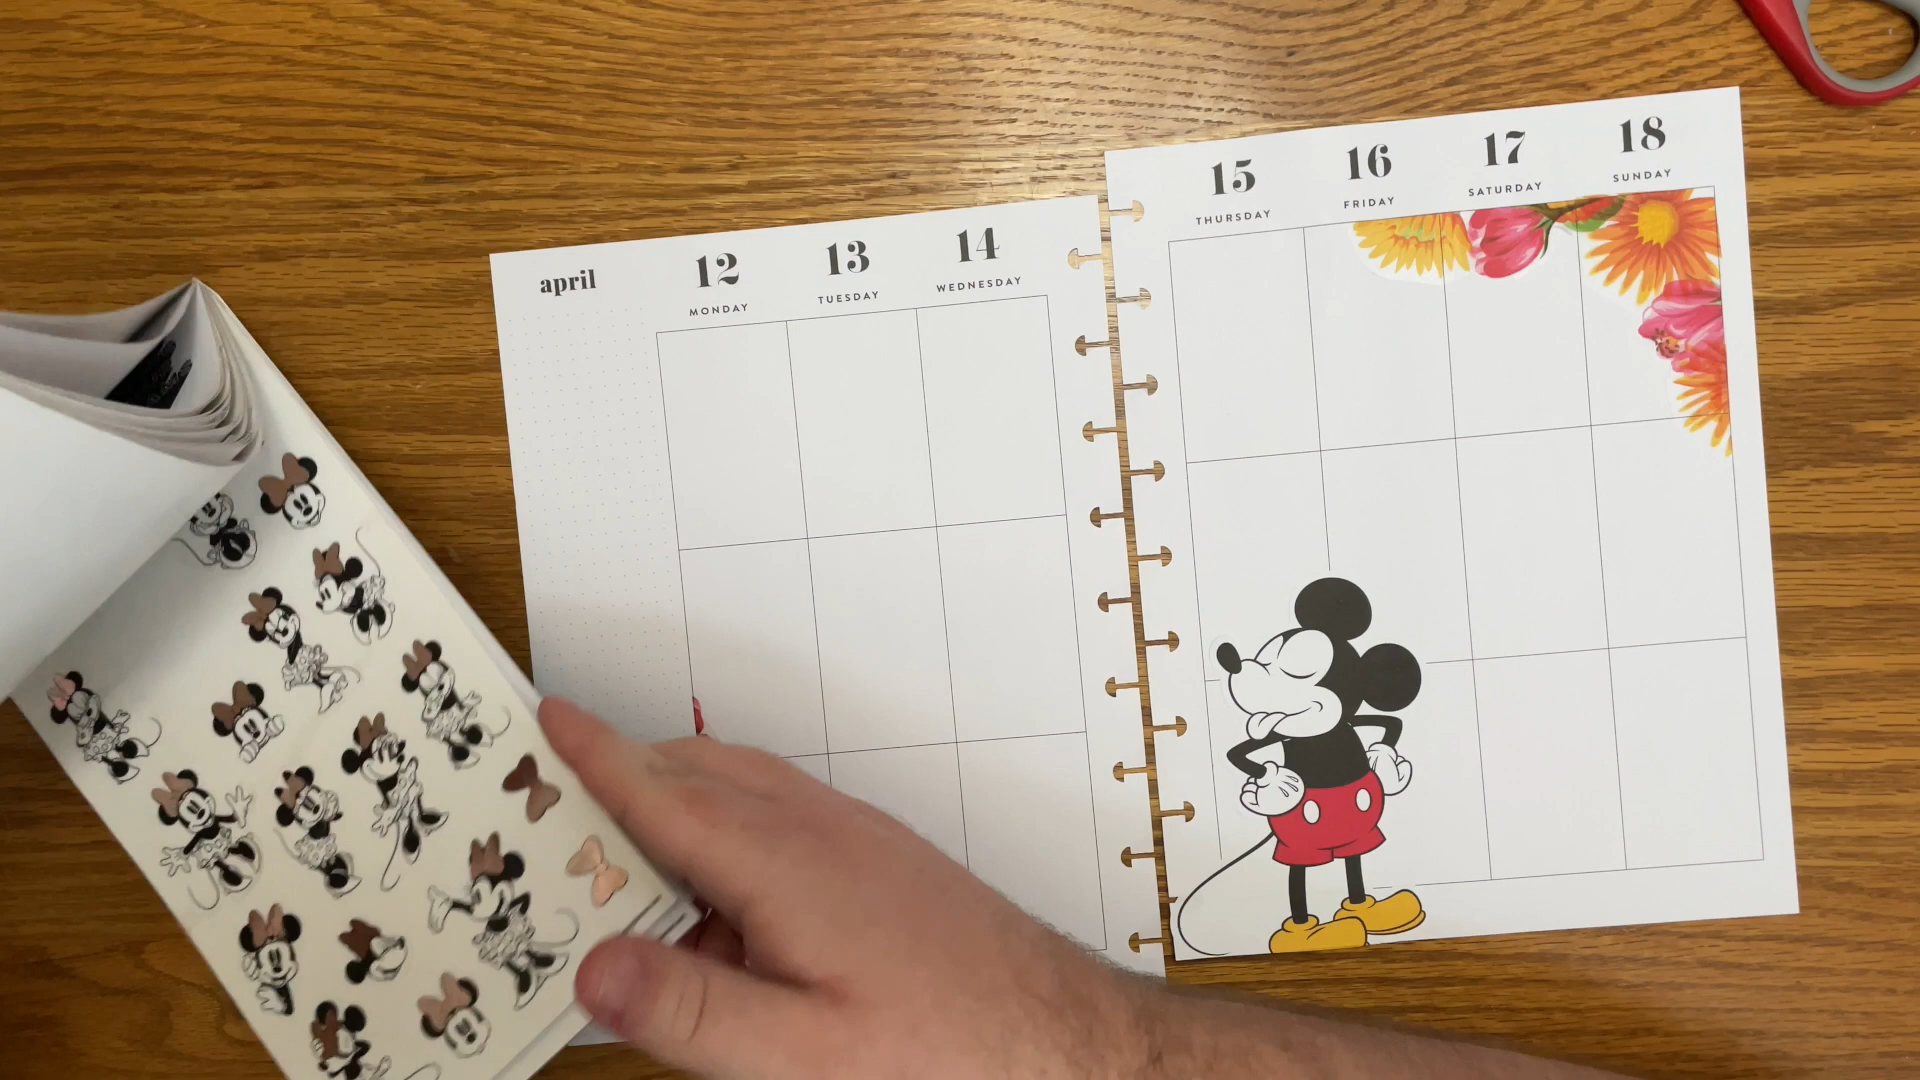 april
12 13 14
MONDAY TUESDAY WEDNESDAY
15 16 17 18
THURSDAY FRIDAY SATURDAY SUNDAY